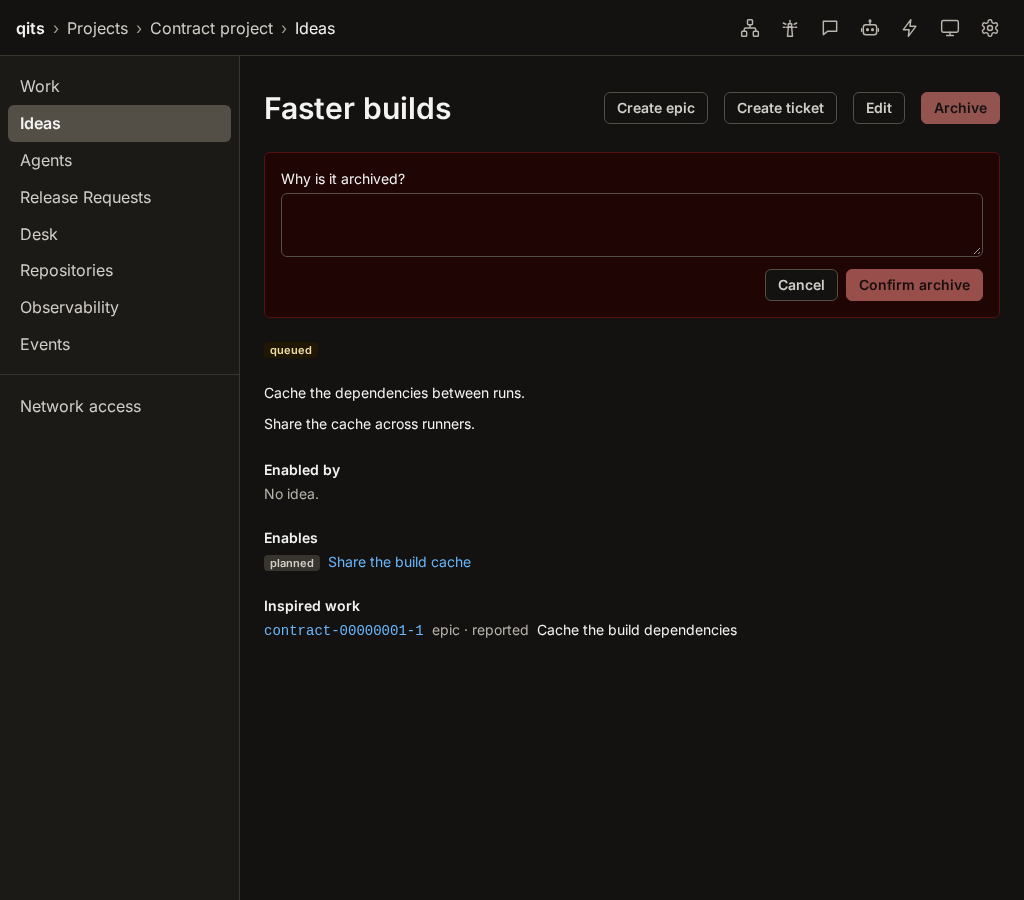 qits › Projects › Contract project › Ideas
Work
Ideas
Agents
Release Requests
Desk
Repositories
Observability
Events
Network access
Faster builds
Create epic
Create ticket
Edit
Archive
Why is it archived?
Cancel
Confirm archive
queued
Cache the dependencies between runs.
Share the cache across runners.
Enabled by
No idea.
Enables
planned Share the build cache
Inspired work
contract-00000001-1 epic · reported Cache the build dependencies